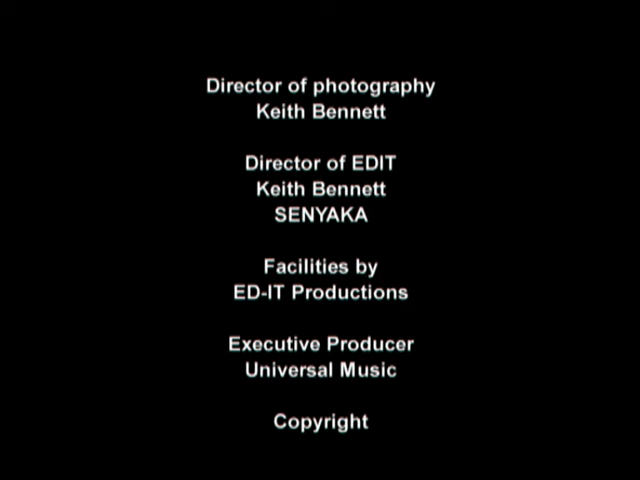 Director of photography
Keith Bennett
Director of EDIT
Keith Bennett
SENYAKA
Facilities by
ED-IT Productions
Executive Producer
Universal Music
Copyright